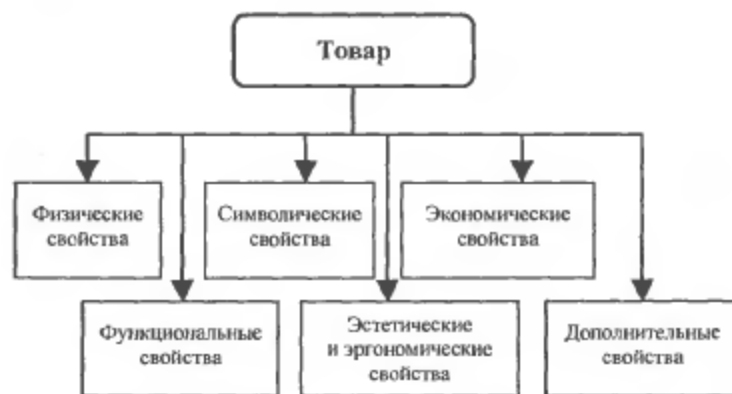 Товар
Физические
свойства
Символические
свойства
Экономические
свойства
Функциональные
свойства
Эстетические
и эргономические
свойства
Дополнительные
свойства